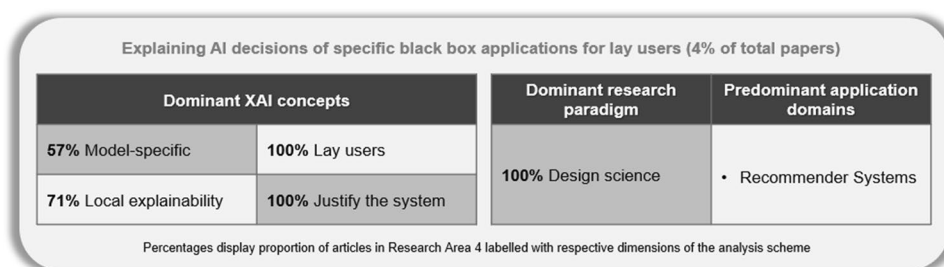 Explaining AI decisions of specific black box applications for lay users (4% of total papers)
Dominant XAI concepts
57% Model-specific
100% Lay users
71% Local explainability
100% Justify the system
Dominant research
paradigm
100% Design science
Predominant application
domains
• Recommender Systems
Percentages display proportion of articles in Research Area 4 labelled with respective dimensions of the analysis scheme